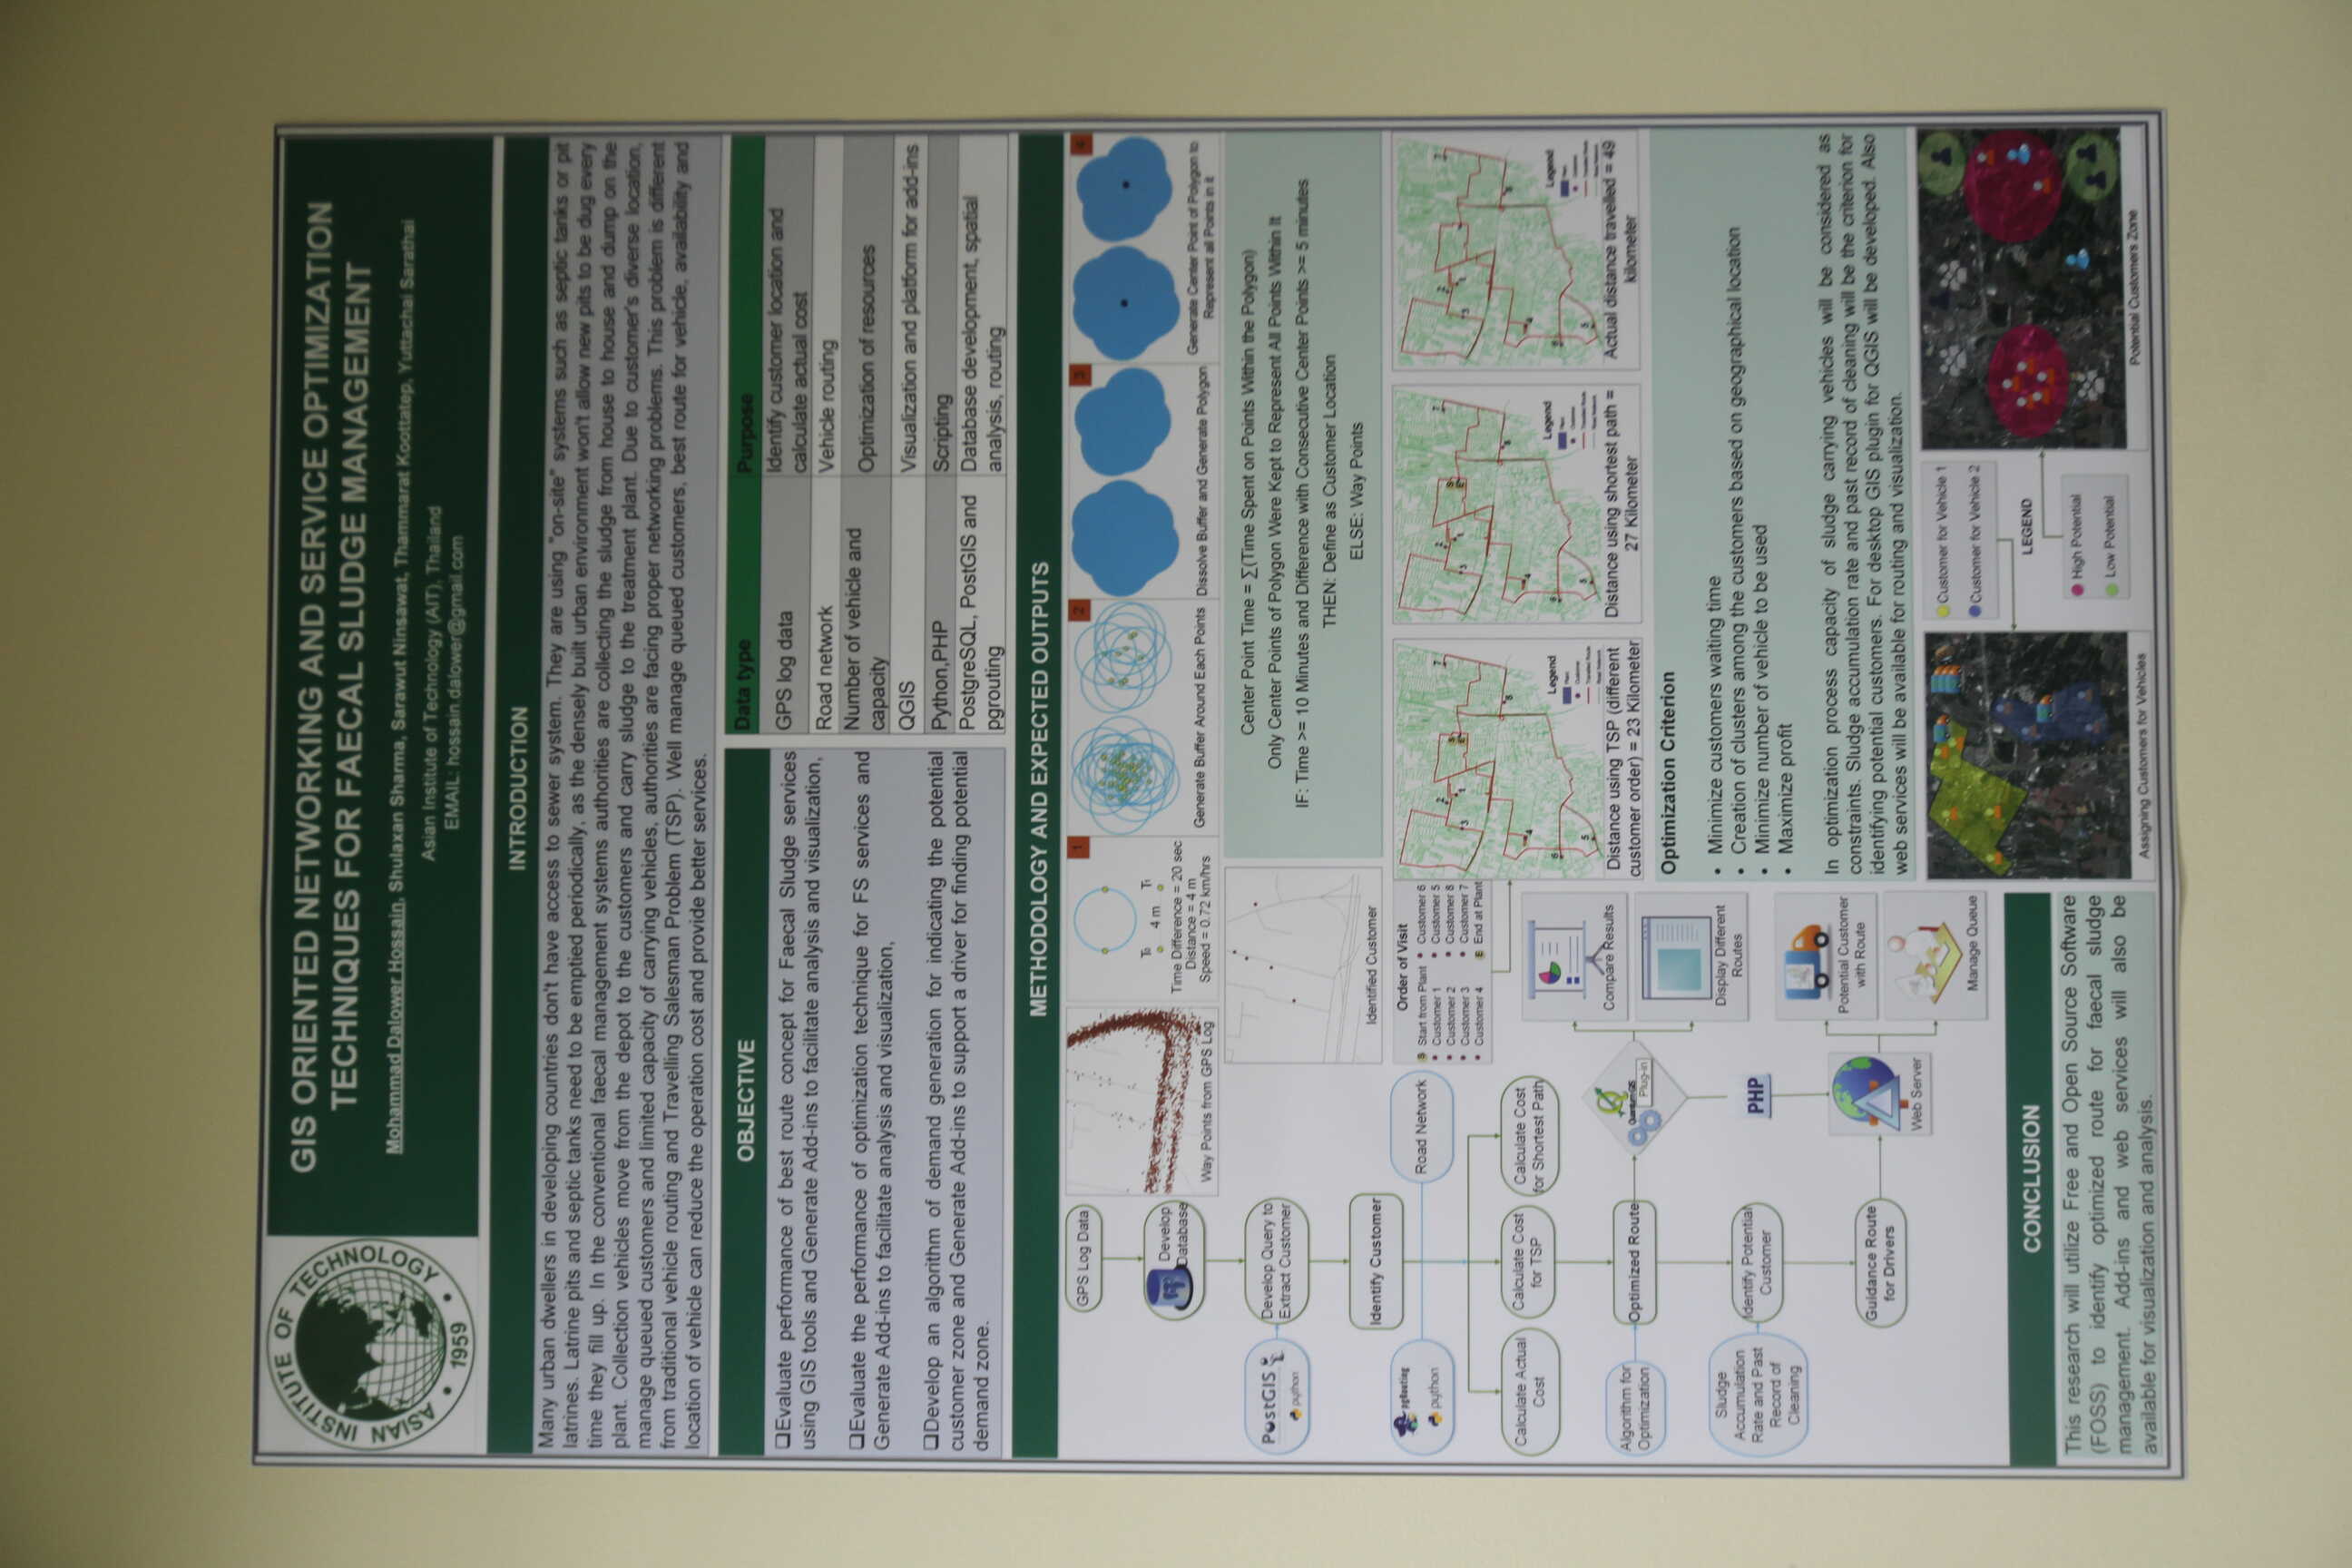 ASIAN INSTITUTE OF TECHNOLOGY
1959
GIS ORIENTED NETWORKING AND SERVICE OPTIMIZATION
TECHNIQUES FOR FAECAL SLUDGE MANAGEMENT
Mohammad Dalower Hossain, Shulaxan Sharma, Sarawut Ninsawat, Thammarat Koottatep, Yuttachai Sarathai
Asian Institute of Technology (AIT), Thailand
EMAIL: hossain.dalower@gmail.com
INTRODUCTION
Many urban dwellers in developing countries don't have access to sewer system. They are using "on-site" systems such as septic tanks or pit
latrines. Latrine pits and septic tanks need to be emptied periodically, as the densely built urban environment won't allow new pits to be dug every
time they fill up. In the conventional faecal management systems authorities are collecting the sludge from house to house and dump on the
plant. Collection vehicles move from the depot to the customers and carry sludge to the treatment plant. Due to customer's diverse location,
manage queued customers and limited capacity of carrying vehicles, authorities are facing proper networking problems. This problem is different
from traditional vehicle routing and Travelling Salesman Problem (TSP). Well manage queued customers, best route for vehicle, availability and
location of vehicle can reduce the operation cost and provide better services.
OBJECTIVE
❑Evaluate performance of best route concept for Faecal Sludge services
using GIS tools and Generate Add-ins to facilitate analysis and visualization,
❑Evaluate the performance of optimization technique for FS services and
Generate Add-ins to facilitate analysis and visualization,
❑Develop an algorithm of demand generation for indicating the potential
customer zone and Generate Add-ins to support a driver for finding potential
demand zone.
Data type Purpose
GPS log data Identify customer location and
calculate actual cost
Road network Vehicle routing
Number of vehicle and
capacity Optimization of resources
QGIS Visualization and platform for add-ins
Python,PHP Scripting
PostgreSQL, PostGIS and Database development, spatial
pgrouting analysis, routing
METHODOLOGY AND EXPECTED OUTPUTS
GPS Log Data
Develop
Database
PostGIS
python
Develop Query to
Extract Customer
Identify Customer
pgRouting
python
Road Network
Calculate Actual
Cost
Calculate Cost
for TSP
Calculate Cost
for Shortest Path
Algorithm for
Optimization
Optimized Route
Quantum GIS
Plug-in
Sludge
Accumulation
Rate and Past
Record of
Cleaning
Identify Potential
Customer
PHP
Guidance Route
for Drivers
Web Server
Compare Results
Display Different
Routes
Potential Customer
with Route
Manage Queue
Way Points from GPS Log
1
T₀ 4 m T₁
Time Difference = 20 sec
Distance = 4 m
Speed = 0.72 km/hrs
2
Generate Buffer Around Each Points
3
Dissolve Buffer and Generate Polygon
4
Generate Center Point of Polygon to
Represent all Points in it
Identified Customer
Center Point Time = ∑(Time Spent on Points Within the Polygon)
Only Center Points of Polygon Were Kept to Represent All Points Within It
IF: Time >= 10 Minutes and Difference with Consecutive Center Points >= 5 minutes
THEN: Define as Customer Location
ELSE: Way Points
Order of Visit
S Start from Plant • Customer 6
• Customer 1 • Customer 5
• Customer 2 • Customer 8
• Customer 3 • Customer 7
• Customer 4 E End at Plant
Legend
Distance using TSP (different
customer order) = 23 Kilometer
Legend
Distance using shortest path =
27 Kilometer
Legend
Actual distance travelled = 49
kilometer
Optimization Criterion
• Minimize customers waiting time
• Creation of clusters among the customers based on geographical location
• Minimize number of vehicle to be used
• Maximize profit
In optimization process capacity of sludge carrying vehicles will be considered as
constraints. Sludge accumulation rate and past record of cleaning will be the criterion for
identifying potential customers. For desktop GIS plugin for QGIS will be developed. Also
web services will be available for routing and visualization.
Customer for Vehicle 1
Customer for Vehicle 2
LEGEND
High Potential
Low Potential
Assigning Customers for Vehicles
Potential Customers Zone
CONCLUSION
This research will utilize Free and Open Source Software
(FOSS) to identify optimized route for faecal sludge
management. Add-ins and web services will also be
available for visualization and analysis.